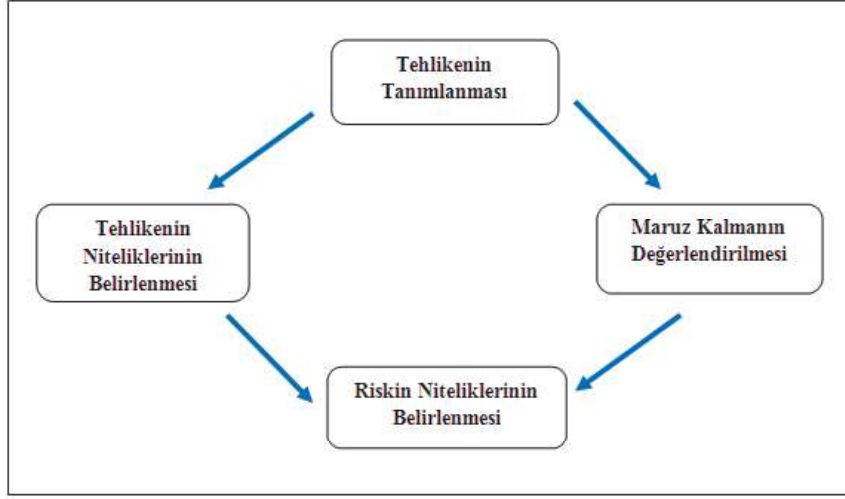 Tehlikenin
Tanımlanması
Tehlikenin
Niteliklerinin
Belirlenmesi
Maruz Kalmanın
Değerlendirilmesi
Riskin Niteliklerinin
Belirlenmesi